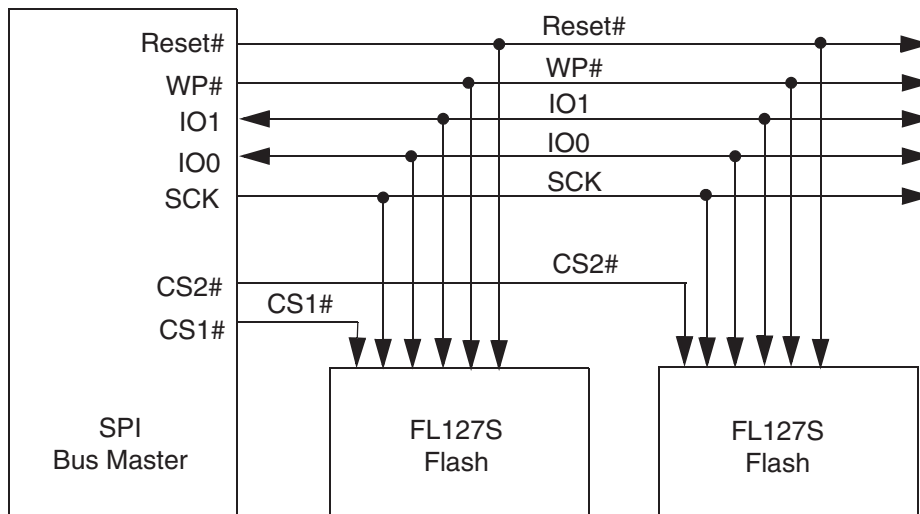 Reset#
Reset#
WP#
WP#
IO1
IO1
IO0
IO0
SCK
SCK
CS2#
CS2#
CS1#
CS1#
SPI
Bus Master
FL127S
Flash
FL127S
Flash